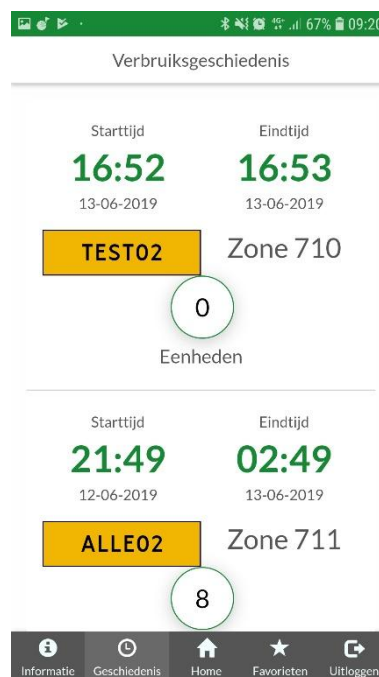 67% 09:20
Verbruiksgeschiedenis
Starttijd Eindtijd
16:52 16:53
13-06-2019 13-06-2019
TEST02 Zone 710
0
Eenheden
Starttijd Eindtijd
21:49 02:49
12-06-2019 13-06-2019
ALLE02 Zone 711
8
Informatie Geschiedenis Home Favorieten Uitloggen